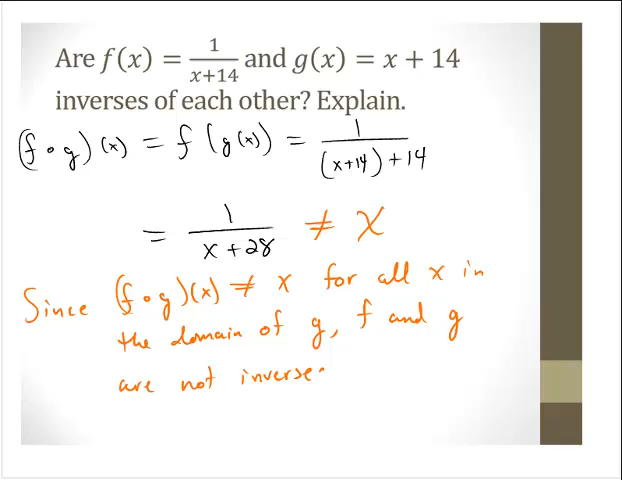 Are f(x) = 1/(x+14) and g(x) = x + 14
inverses of each other? Explain.
(f ∘ g)(x) = f(g(x)) = 1/((x+14)+14)
= 1/(x+28) ≠ x
Since (f ∘ g)(x) ≠ x for all x in
the domain of g, f and g
are not inverse.